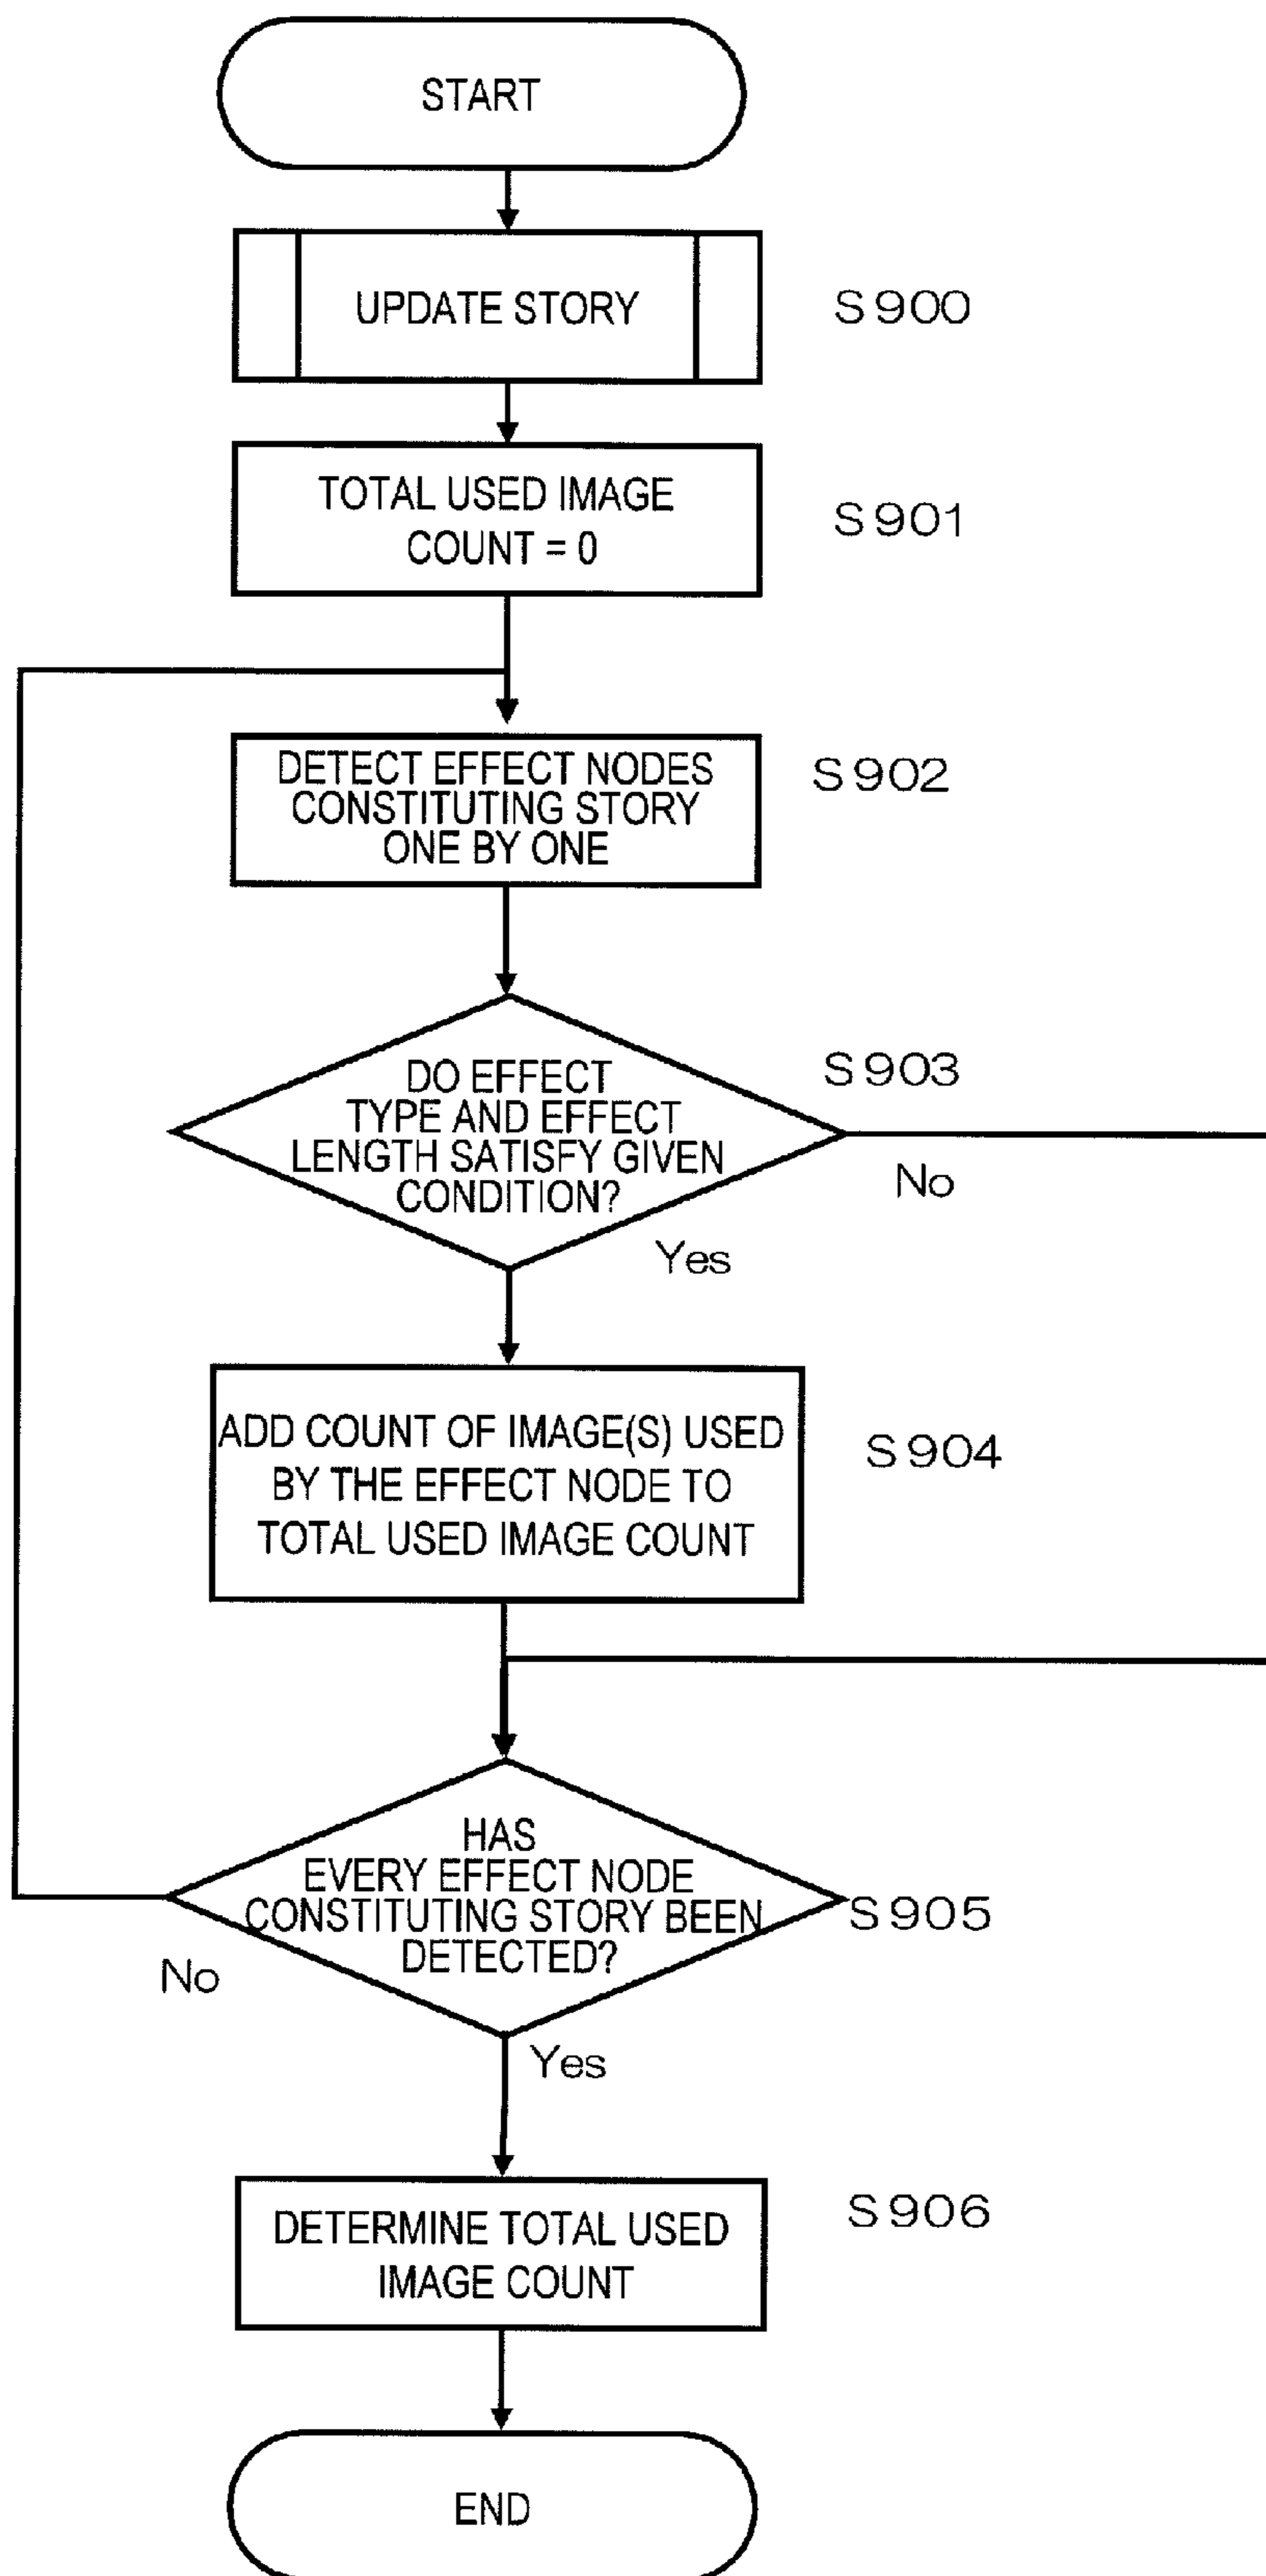 START
UPDATE STORY
S900
TOTAL USED IMAGE
COUNT = 0
S901
DETECT EFFECT NODES
CONSTITUTING STORY
ONE BY ONE
S902
DO EFFECT
TYPE AND EFFECT
LENGTH SATISFY GIVEN
CONDITION?
S903
No
Yes
ADD COUNT OF IMAGE(S) USED
BY THE EFFECT NODE TO
TOTAL USED IMAGE COUNT
S904
HAS
EVERY EFFECT NODE
CONSTITUTING STORY BEEN
DETECTED?
S905
No
Yes
DETERMINE TOTAL USED
IMAGE COUNT
S906
END